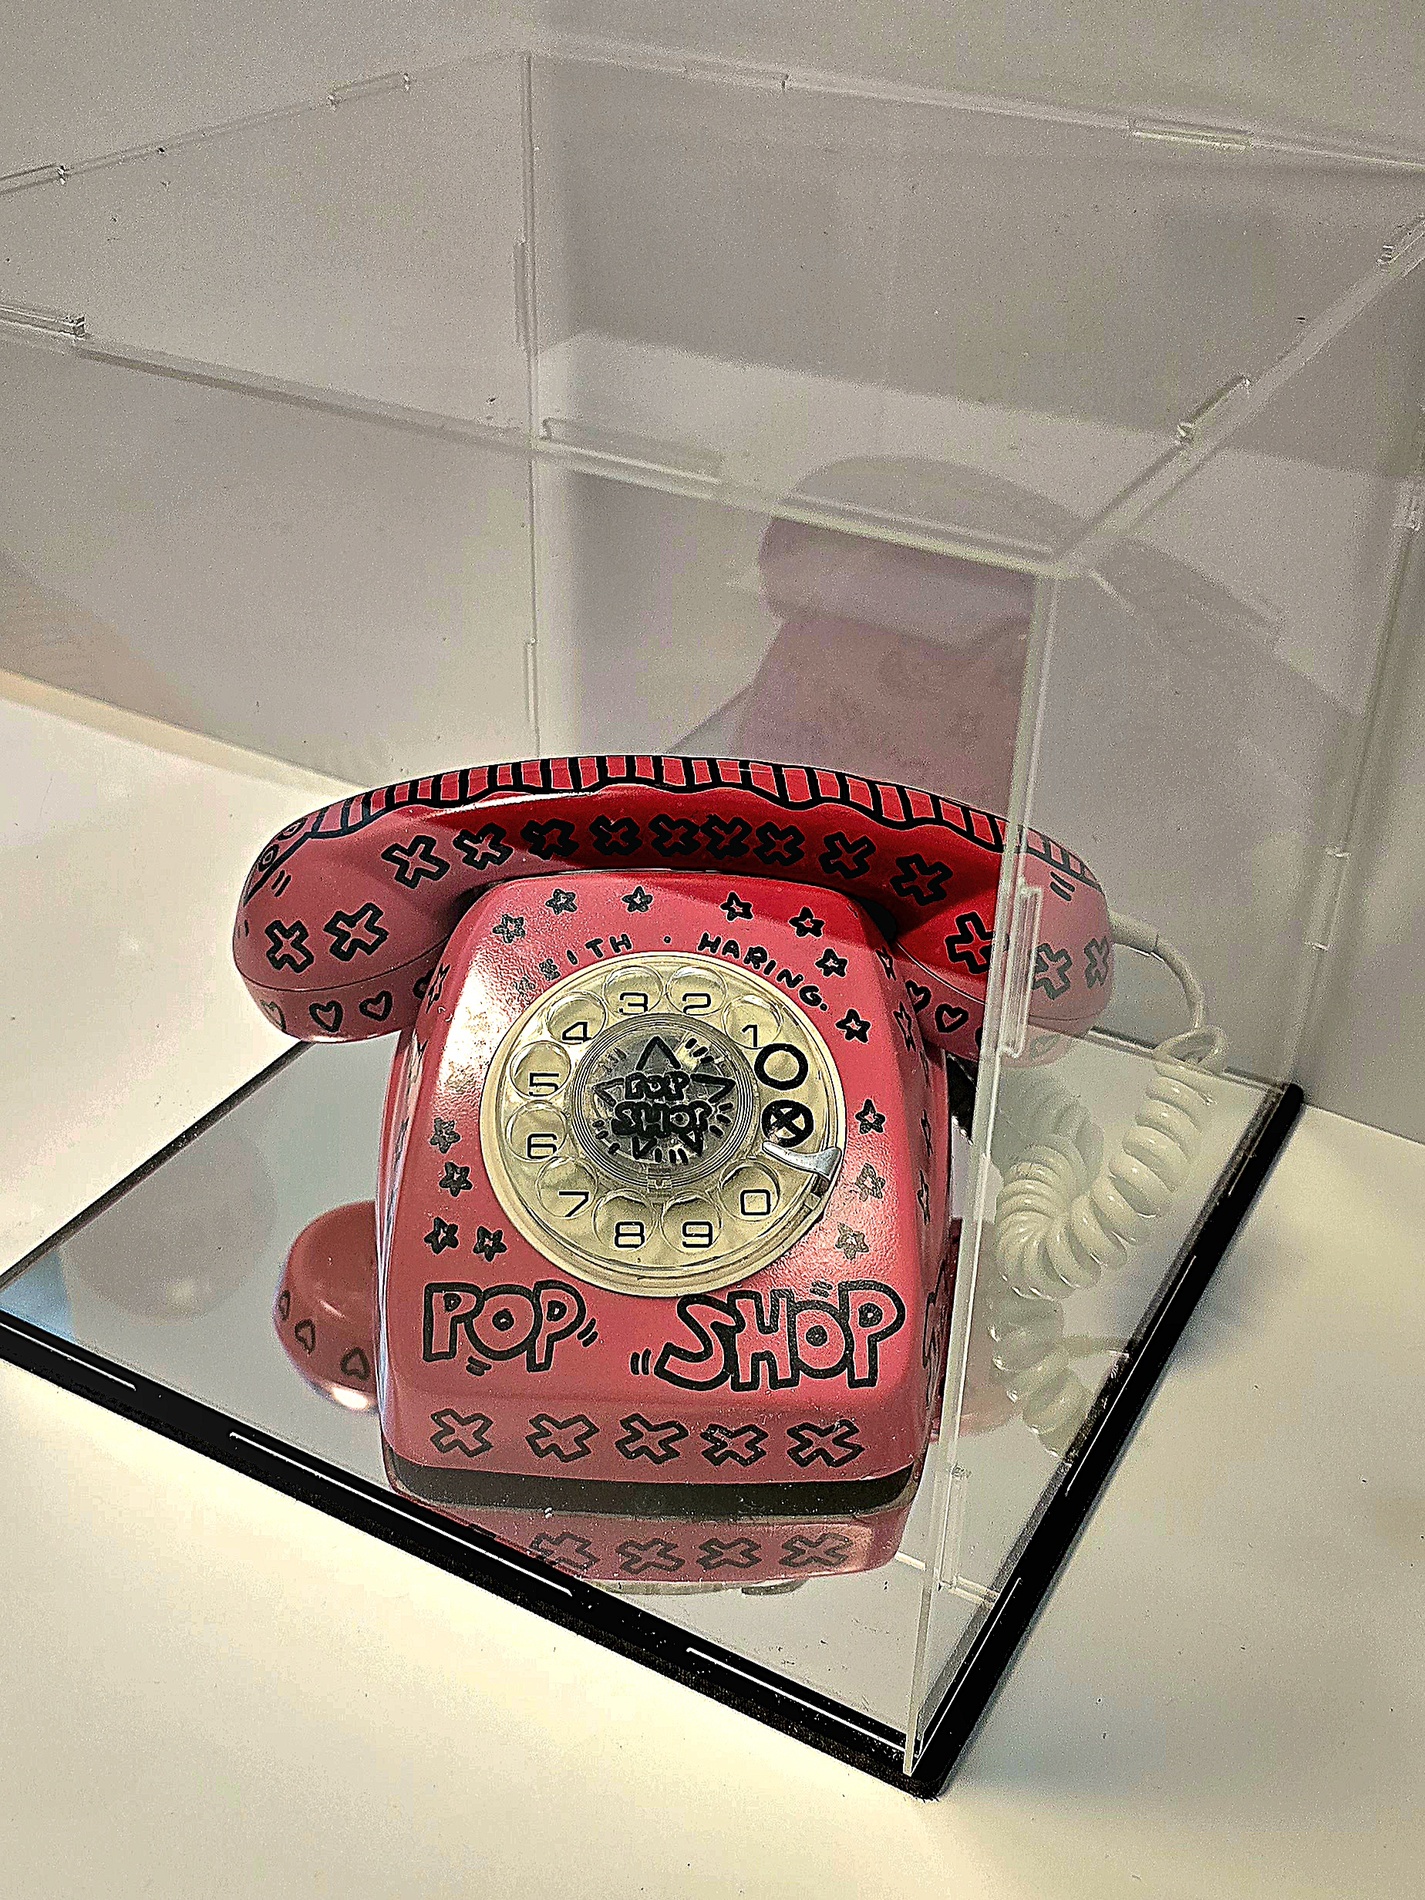 KEITH · HARING.
3 2
4 1
5
6
7 0
8 9
POP
SHOP
POP SHOP